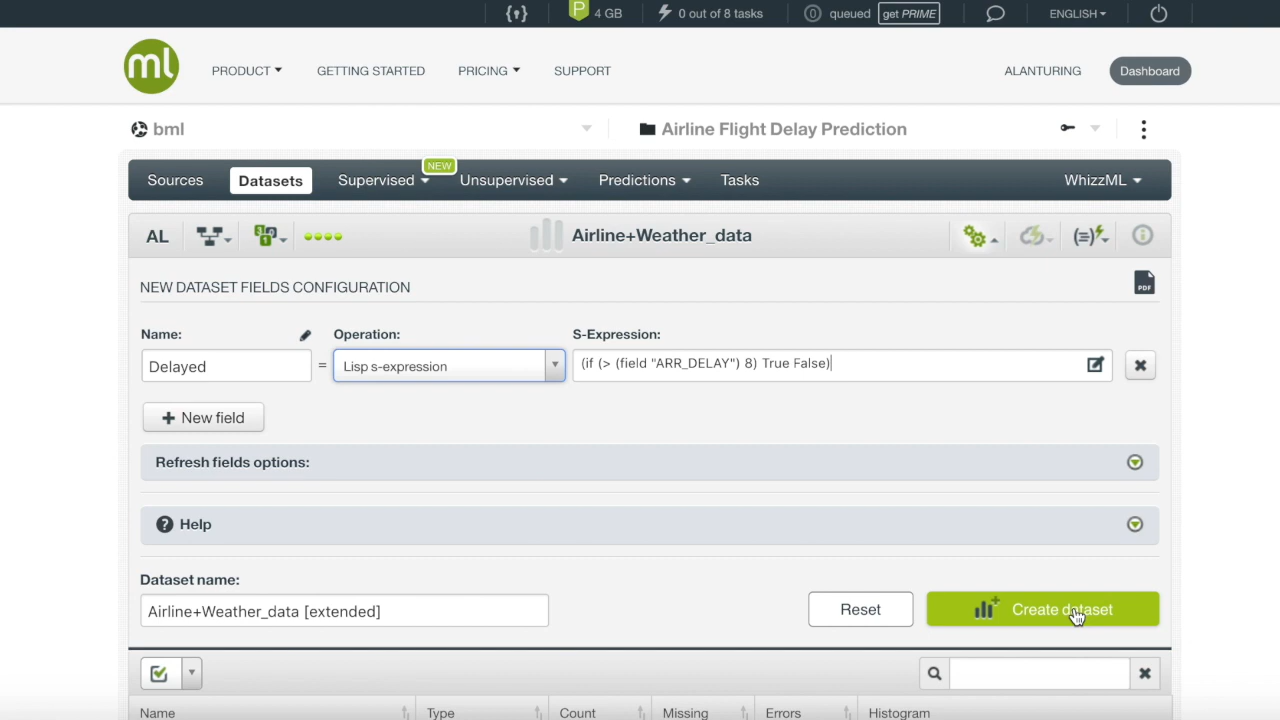 P 4 GB 0 out of 8 tasks 0 queued get PRIME ENGLISH
ml PRODUCT GETTING STARTED PRICING SUPPORT ALANTURING Dashboard
bml Airline Flight Delay Prediction
NEW
Sources Datasets Supervised Unsupervised Predictions Tasks WhizzML
AL Airline+Weather_data
NEW DATASET FIELDS CONFIGURATION PDF
Name: Operation: S-Expression:
Delayed = Lisp s-expression (if (> (field "ARR_DELAY") 8) True False)
+ New field
Refresh fields options:
? Help
Dataset name:
Airline+Weather_data [extended] Reset Create dataset
Name Type Count Missing Errors Histogram